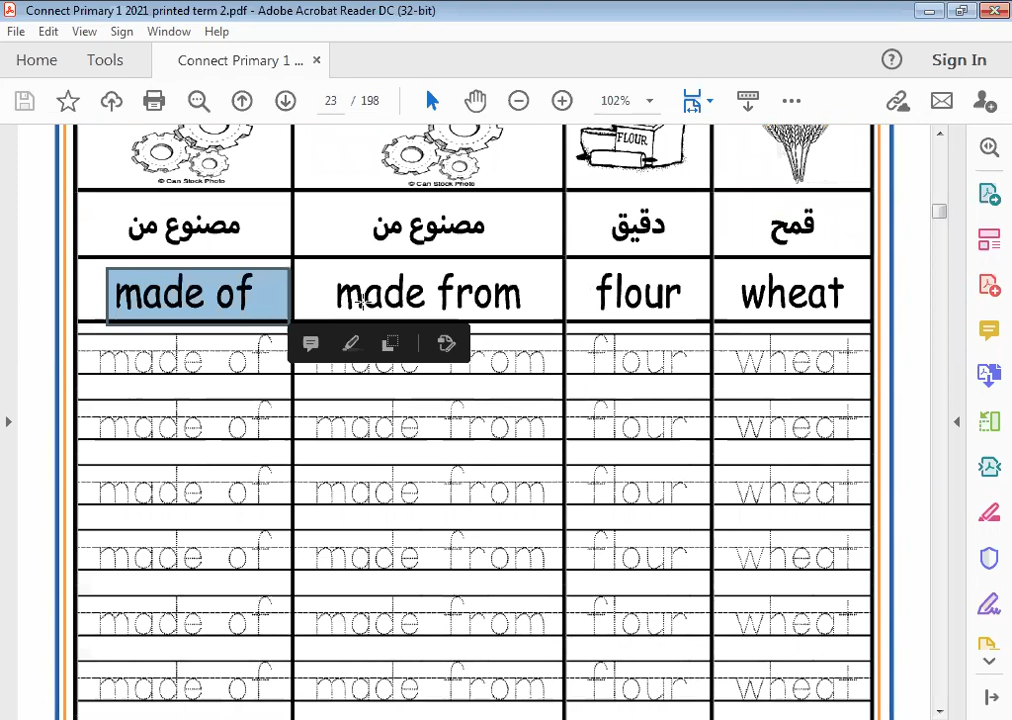 Connect Primary 1 2021 printed term 2.pdf - Adobe Acrobat Reader DC (32-bit)
File Edit View Sign Window Help
Home Tools Connect Primary 1 ... × Sign In
23 / 198 102%
FLOUR
© Can Stock Photo © Can Stock Photo
مصنوع من مصنوع من دقيق قمح
made of made from flour wheat
made of made from flour wheat
made of made from flour wheat
made of made from flour wheat
made of made from flour wheat
made of made from flour wheat
made of made from flour wheat